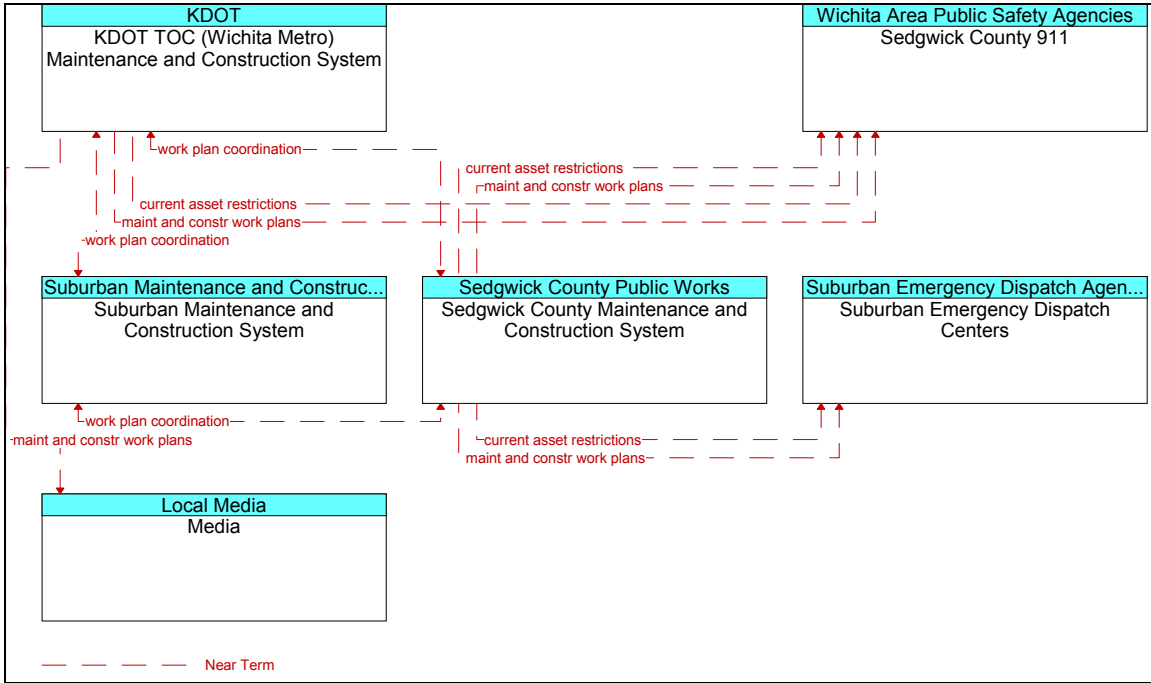 KDOT
KDOT TOC (Wichita Metro)
Maintenance and Construction System
Wichita Area Public Safety Agencies
Sedgwick County 911
work plan coordination
current asset restrictions
maint and constr work plans
current asset restrictions
maint and constr work plans
work plan coordination
Suburban Maintenance and Construc...
Suburban Maintenance and
Construction System
Sedgwick County Public Works
Sedgwick County Maintenance and
Construction System
Suburban Emergency Dispatch Agen...
Suburban Emergency Dispatch
Centers
work plan coordination
maint and constr work plans
current asset restrictions
maint and constr work plans
Local Media
Media
Near Term